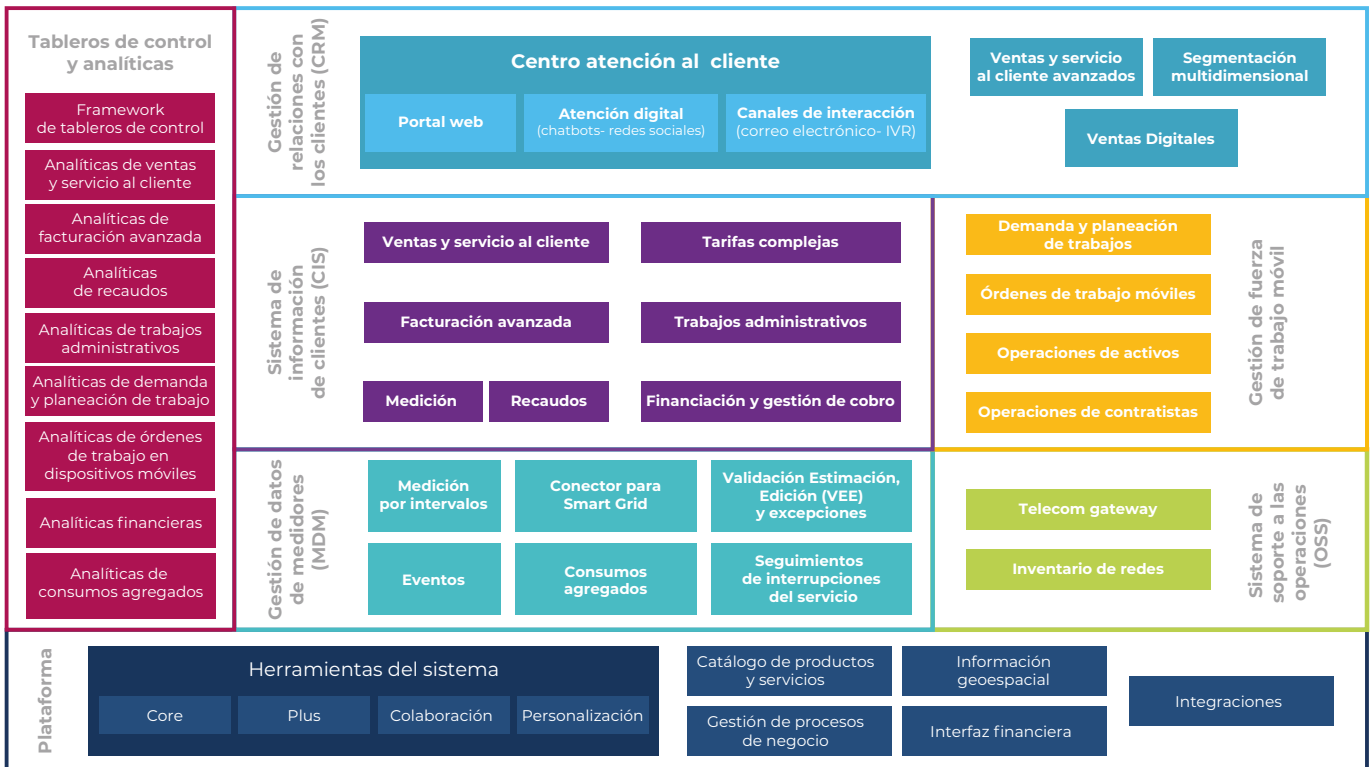 Tableros de control
y analíticas
Framework
de tableros de control
Analíticas de ventas
y servicio al cliente
Analíticas de
facturación avanzada
Analíticas
de recaudos
Analíticas de trabajos
administrativos
Analíticas de demanda
y planeación de trabajo
Analíticas de órdenes
de trabajo en
dispositivos móviles
Analíticas financieras
Analíticas de
consumos agregados
Gestión de
relaciones con
los clientes (CRM)
Centro atención al cliente
Portal web
Atención digital
(chatbots- redes sociales)
Canales de interacción
(correo electrónico- IVR)
Ventas y servicio
al cliente avanzados
Segmentación
multidimensional
Ventas Digitales
Sistema de
información
de clientes (CIS)
Ventas y servicio al cliente
Tarifas complejas
Facturación avanzada
Trabajos administrativos
Medición
Recaudos
Financiación y gestión de cobro
Demanda y planeación
de trabajos
Órdenes de trabajo móviles
Operaciones de activos
Operaciones de contratistas
Gestión de fuerza
de trabajo móvil
Gestión de datos
de medidores
(MDM)
Medición
por intervalos
Conector para
Smart Grid
Validación Estimación,
Edición (VEE)
y excepciones
Eventos
Consumos
agregados
Seguimientos
de interrupciones
del servicio
Telecom gateway
Inventario de redes
Sistema de
soporte a las
operaciones
(OSS)
Plataforma
Herramientas del sistema
Core
Plus
Colaboración
Personalización
Catálogo de productos
y servicios
Información
geoespacial
Gestión de procesos
de negocio
Interfaz financiera
Integraciones